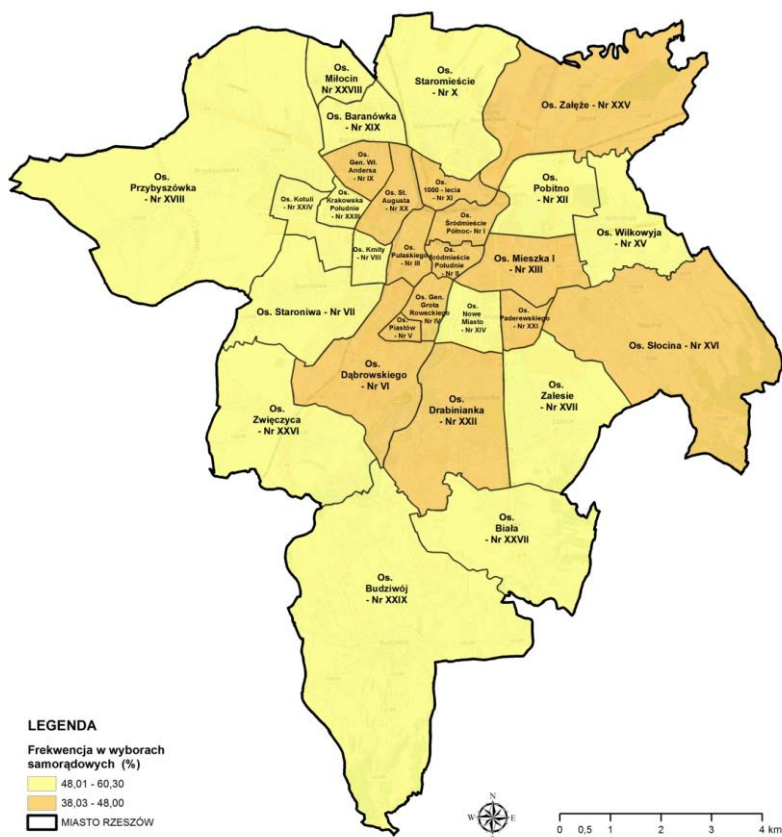 Os.
Miłocin
Nr XXVIII
Os.
Staromieście
- Nr X
Os. Załęże - Nr XXV
Os. Baranówka
- Nr XIX
Os.
Gen. Wł.
Andersa
- Nr IX
Os.
Przybyszówka
- Nr XVIII
Os. Kotuli
- Nr XXIV
Os.
Krakowska
Południe
- Nr XXIII
Os. St.
Augusta
- Nr XX
Os.
1000 - lecia
- Nr XI
Os.
Pobitno
- Nr XII
Os.
Śródmieście
Północ- Nr I
Os. Wilkowyja
- Nr XV
Os. Kmity
- Nr VIII
Os.
Pułaskiego
- Nr III
Os.
Śródmieście
Południe
- Nr II
Os. Mieszka I
- Nr XIII
Os. Staroniwa - Nr VII
Os. Gen.
Grota
Roweckiego
- Nr IV
Os.
Piastów
- Nr V
Os.
Nowe
Miasto
- Nr XIV
Os.
Paderewskiego
- Nr XXI
Os. Słocina - Nr XVI
Os.
Dąbrowskiego
- Nr VI
Os.
Zwięczyca
- Nr XXVI
Os.
Drabinianka
- Nr XXII
Os.
Zalesie
- Nr XVII
Os.
Biała
- Nr XXVII
Os.
Budziwój
- Nr XXIX
LEGENDA
Frekwencja w wyborach
samorądowych (%)
48,01 - 60,30
38,03 - 48,00
MIASTO RZESZÓW
N
W E
S
0 0,5 1 2 3 4 km